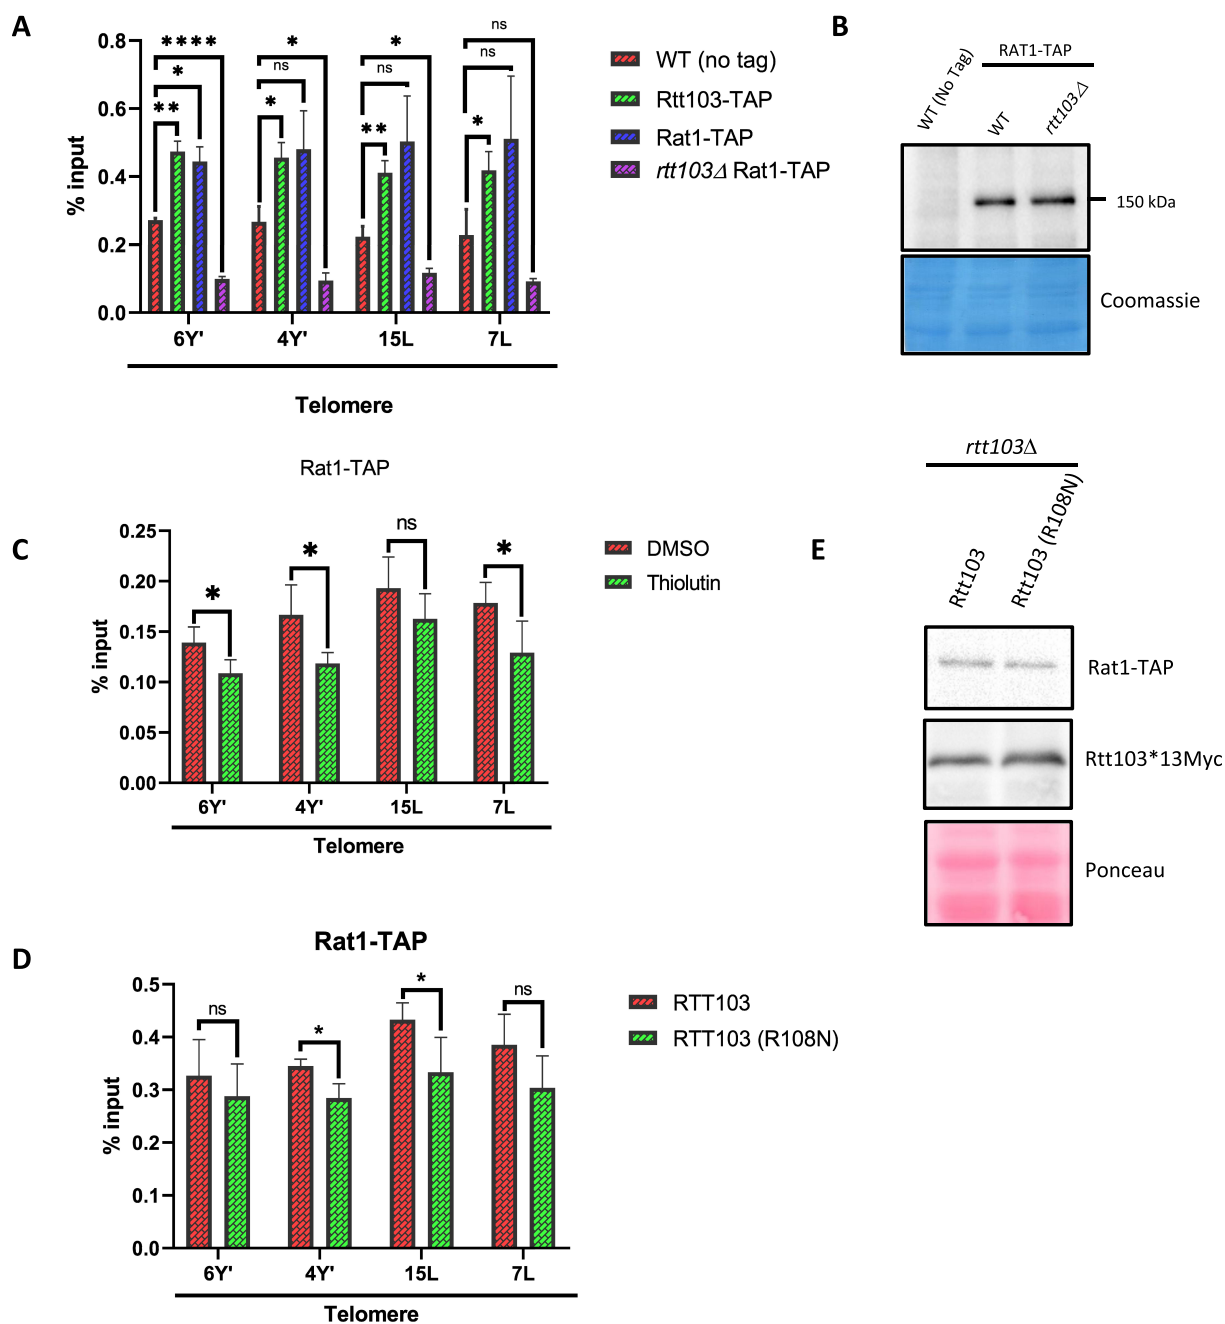 A
0.8
0.6
0.4
0.2
0.0
% input
**** * * ns
* ns ns ns
** * ** *
6Y' 4Y' 15L 7L
Telomere
WT (no tag)
Rtt103-TAP
Rat1-TAP
rtt103Δ Rat1-TAP
B
WT (No Tag)
RAT1-TAP
WT
rtt103Δ
150 kDa
Coomassie
C
Rat1-TAP
0.25
0.20
0.15
0.10
0.05
0.00
% input
* * ns *
6Y' 4Y' 15L 7L
Telomere
DMSO
Thiolutin
D
Rat1-TAP
0.5
0.4
0.3
0.2
0.1
0.0
% input
ns * * ns
6Y' 4Y' 15L 7L
Telomere
RTT103
RTT103 (R108N)
E
rtt103Δ
Rtt103
Rtt103 (R108N)
Rat1-TAP
Rtt103*13Myc
Ponceau